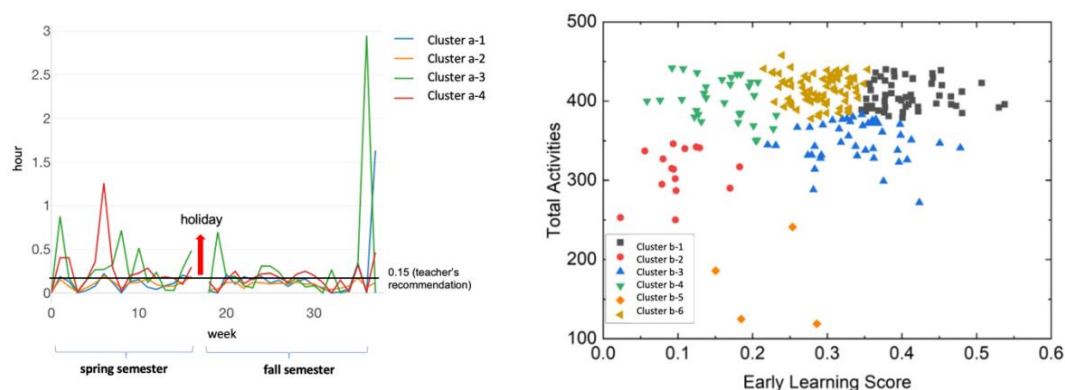 3
2.5
2
1.5
1
0.5
0
hour
0
10
20
30
week
Cluster a-1
Cluster a-2
Cluster a-3
Cluster a-4
holiday
0.15 (teacher's
recommendation)
spring semester
fall semester
500
400
300
200
100
Total Activities
Cluster b-1
Cluster b-2
Cluster b-3
Cluster b-4
Cluster b-5
Cluster b-6
0.0
0.1
0.2
0.3
0.4
0.5
0.6
Early Learning Score